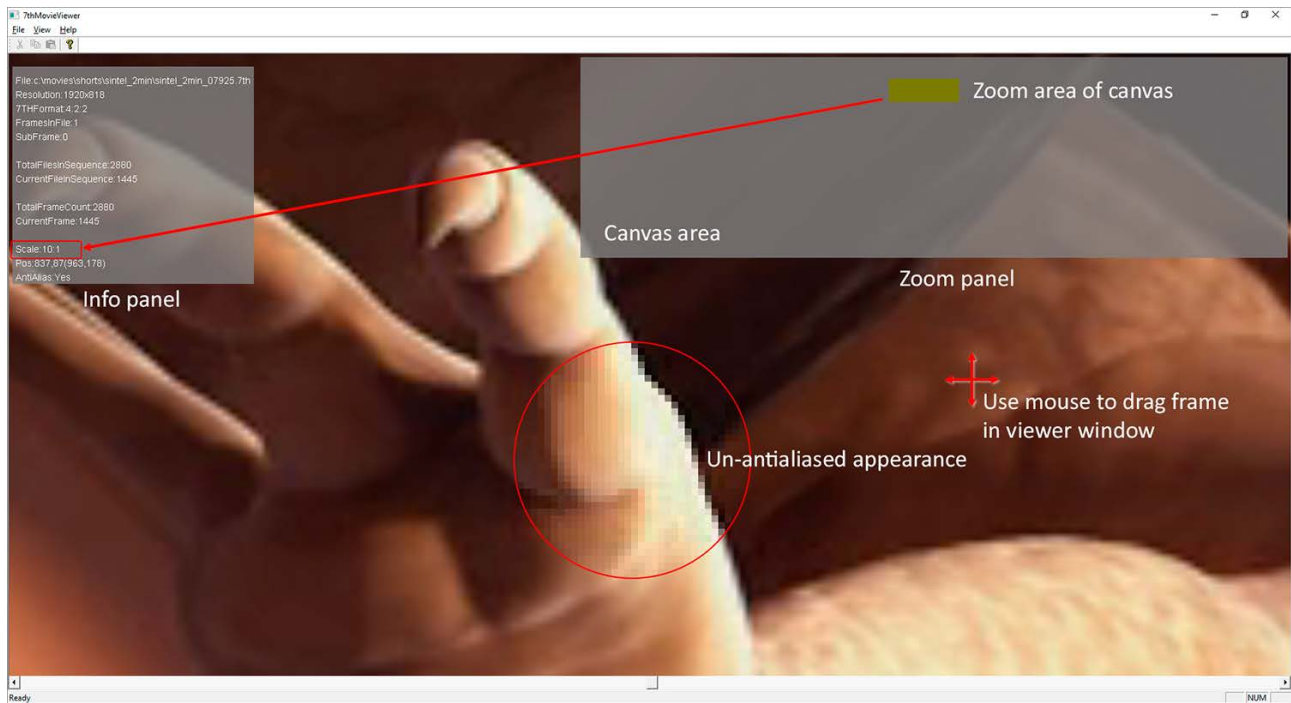 7thMovieViewer
File View Help
File:c:\movies\shorts\sintel_2min\sintel_2min_07925.7th
Resolution:1920x818
7THFormat:4:2:2
FramesInFile:1
SubFrame:0
TotalFilesInSequence:2880
CurrentFileInSequence:1445
TotalFrameCount:2880
CurrentFrame:1445
Scale:10:1
Pos:837,87(963,178)
AntiAlias:Yes
Info panel
Zoom area of canvas
Canvas area
Zoom panel
Use mouse to drag frame
in viewer window
Un-antialiased appearance
Ready
NUM